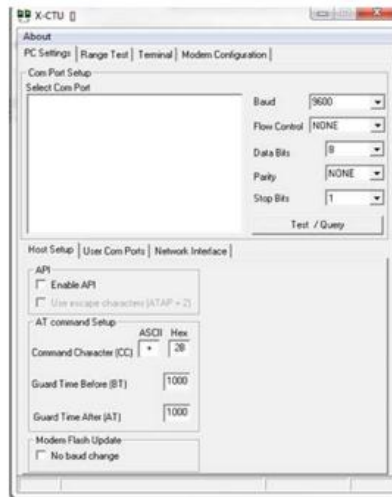 X-CTU []
About
PC Settings | Range Test | Terminal | Modem Configuration |
Com Port Setup
Select Com Port
Baud 9600
Flow Control NONE
Data Bits 8
Parity NONE
Stop Bits 1
Test / Query
Host Setup | User Com Ports | Network Interface |
API
Enable API
Use escape characters (ATAP = 2)
AT command Setup
ASCII Hex
Command Character (CC) + 2B
Guard Time Before (BT) 1000
Guard Time After (AT) 1000
Modem Flash Update
No baud change